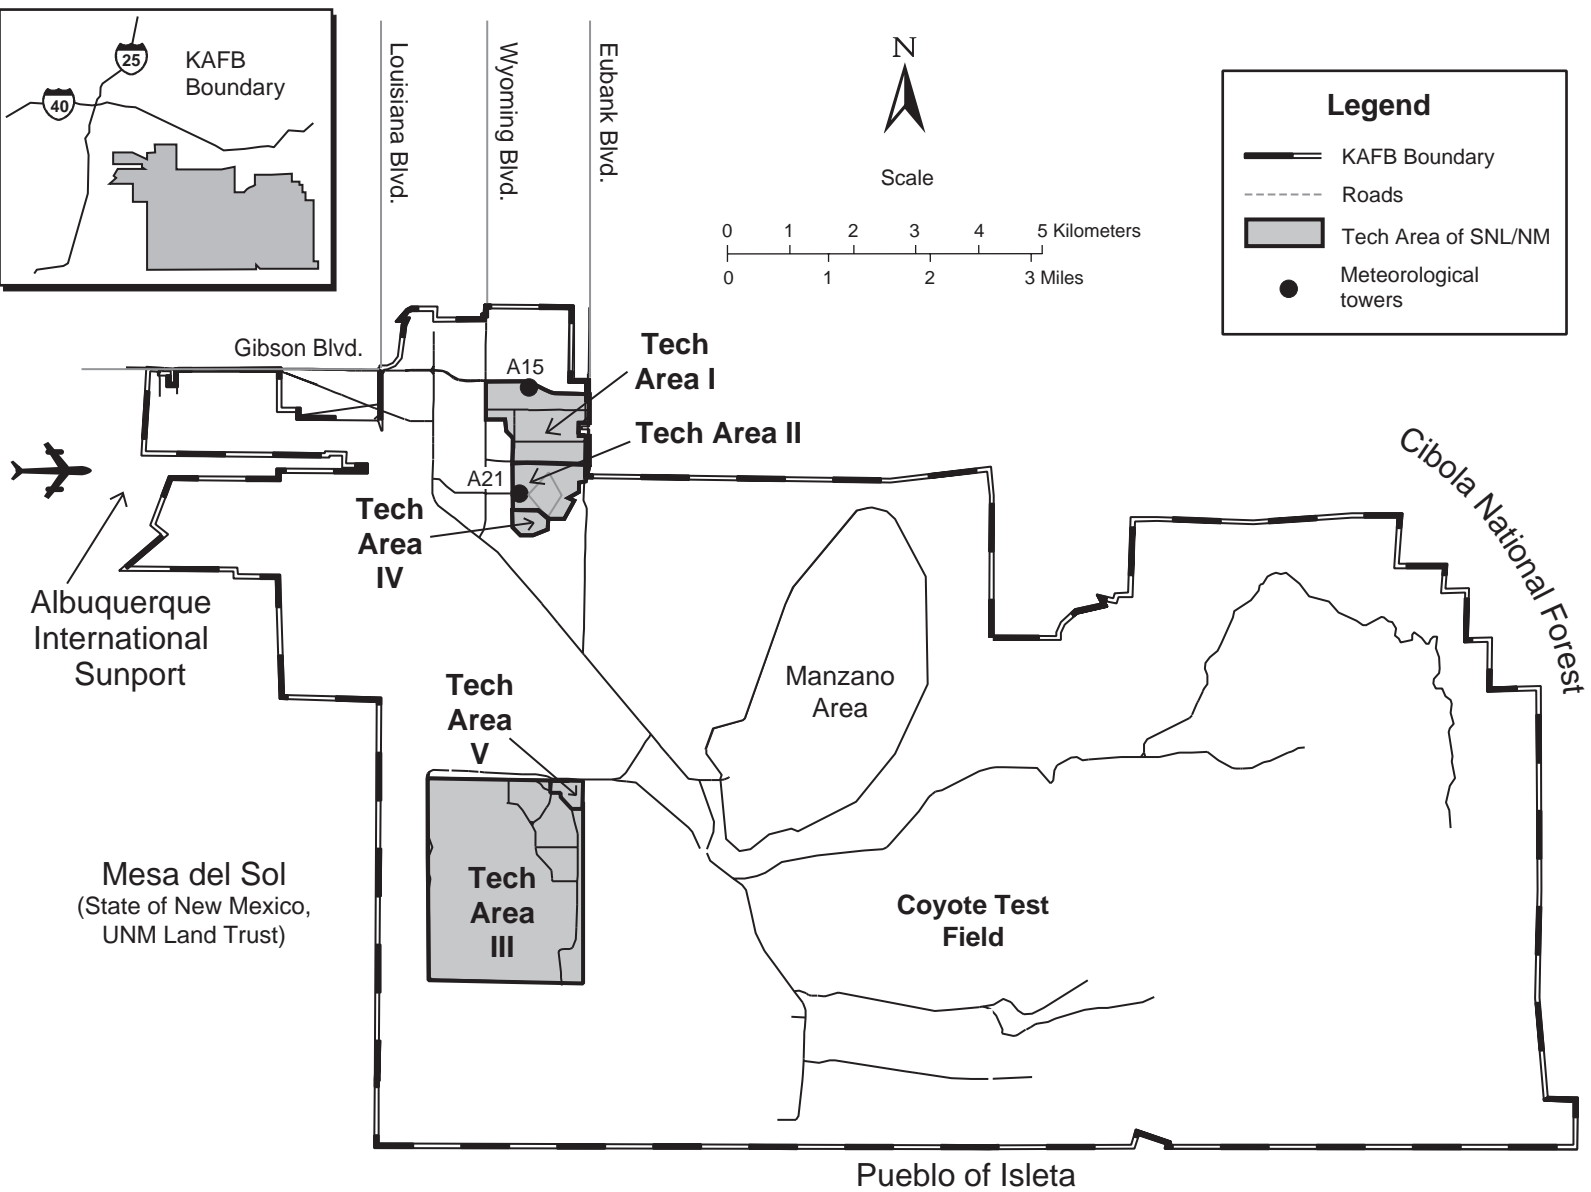 25
40
KAFB
Boundary
Louisiana Blvd.
Wyoming Blvd.
Eubank Blvd.
N
Scale
0 1 2 3 4 5 Kilometers
0 1 2 3 Miles
Legend
KAFB Boundary
Roads
Tech Area of SNL/NM
Meteorological
towers
Gibson Blvd.
A15
Tech
Area I
Tech Area II
A21
Tech
Area
IV
Cibola National Forest
Albuquerque
International
Sunport
Manzano
Area
Tech
Area
V
Tech
Area
III
Mesa del Sol
(State of New Mexico,
UNM Land Trust)
Coyote Test
Field
Pueblo of Isleta